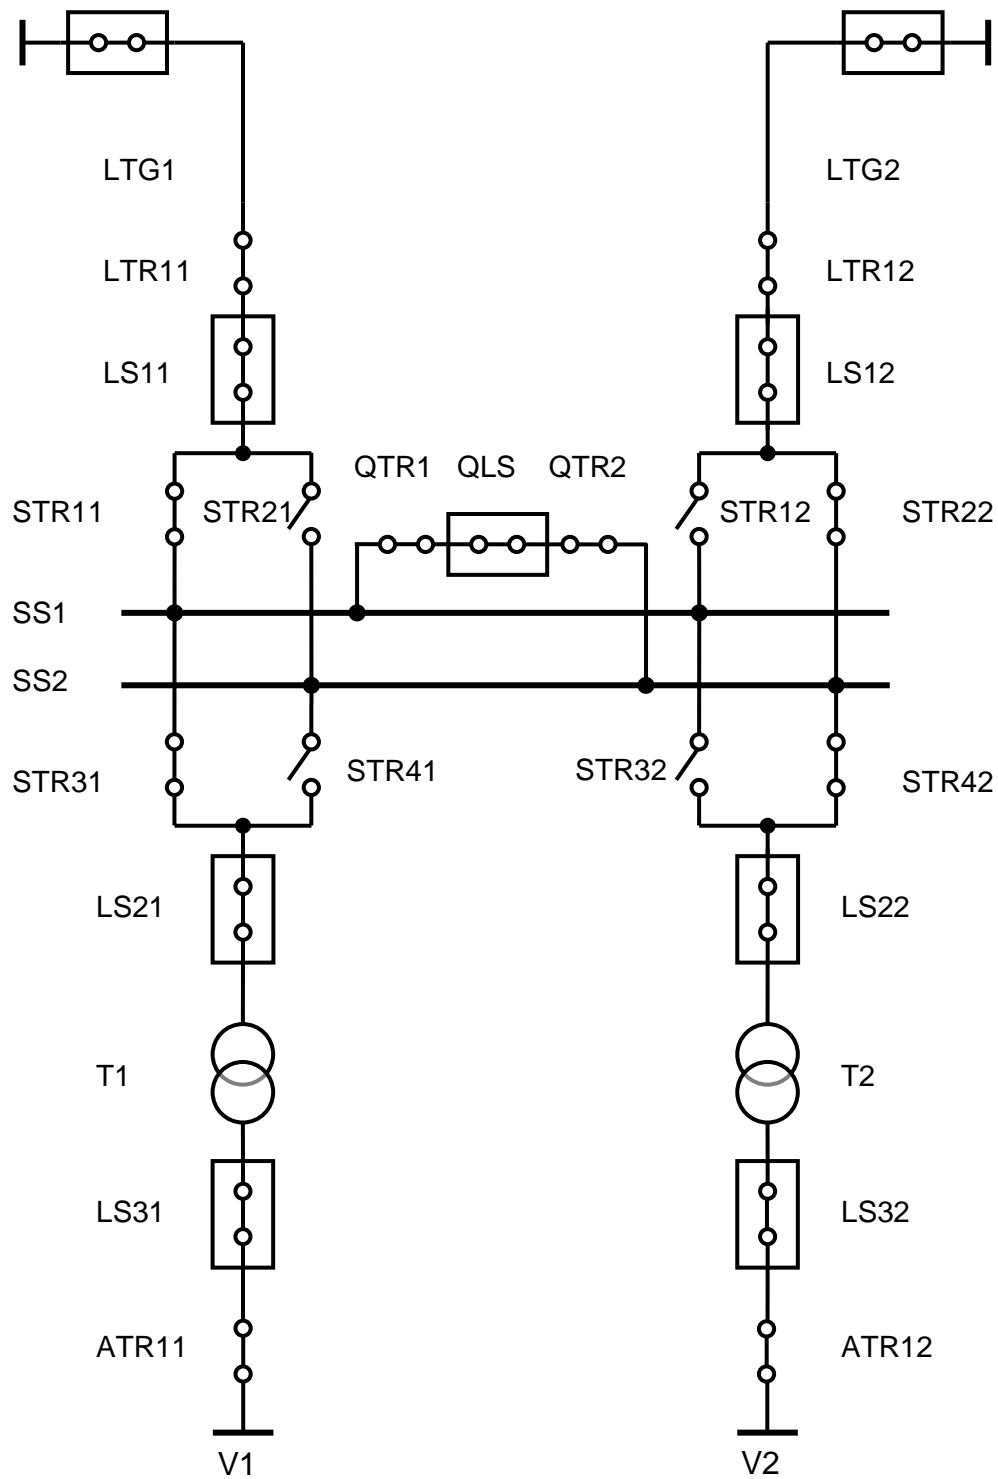 LTG1 LTG2
LTR11 LTR12
LS11 LS12
QTR1 QLS QTR2
STR11 STR21 STR12 STR22
SS1
SS2
STR31 STR41 STR32 STR42
LS21 LS22
T1 T2
LS31 LS32
ATR11 ATR12
V1 V2